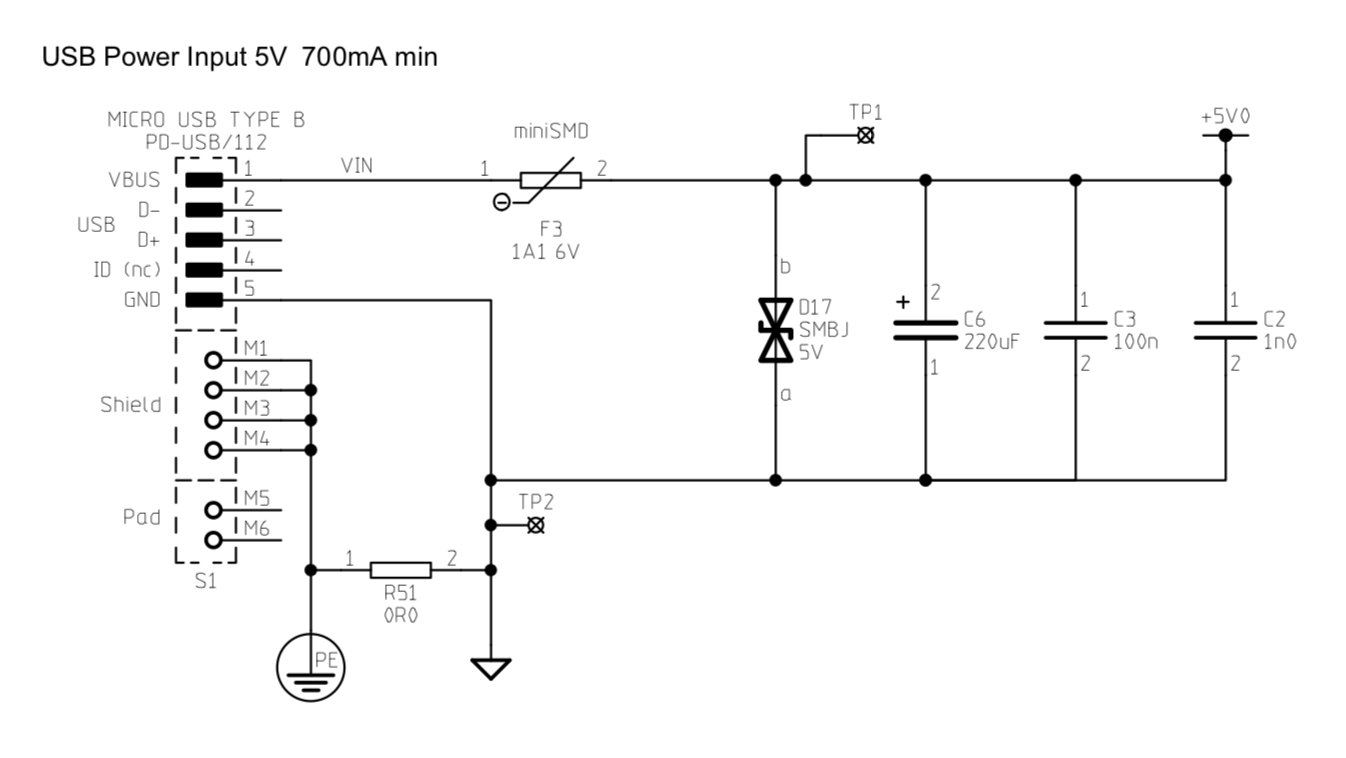 USB Power Input 5V  700mA min
MICRO USB TYPE B
PD-USB/112
VBUS
1
VIN
D-
2
USB
D+
3
ID (nc)
4
GND
5
M1
M2
Shield
M3
M4
M5
Pad
M6
S1
PE
1
2
R51
0R0
TP2
miniSMD
1
2
F3
1A1 6V
TP1
b
D17
SMBJ
5V
a
+
2
C6
220uF
1
1
C3
100n
2
+5V0
1
C2
1n0
2